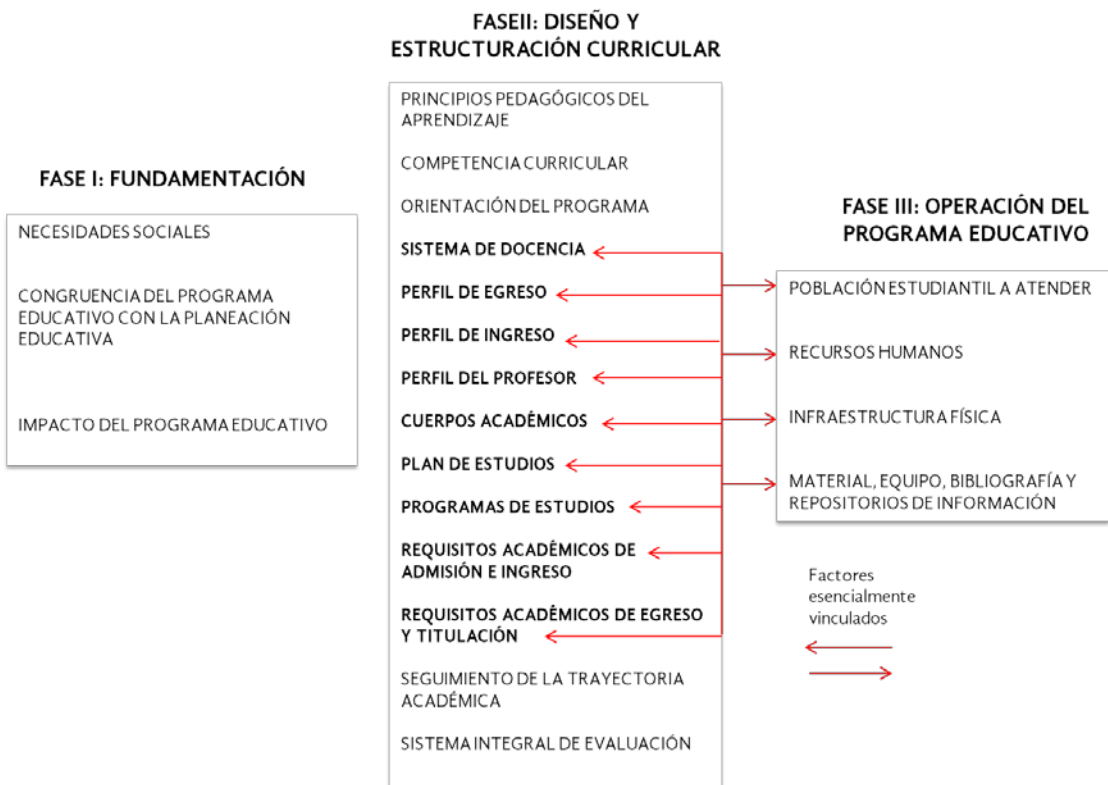 FASEII: DISEÑO Y
ESTRUCTURACIÓN CURRICULAR
PRINCIPIOS PEDAGÓGICOS DEL
APRENDIZAJE
COMPETENCIA CURRICULAR
ORIENTACIÓN DEL PROGRAMA
SISTEMA DE DOCENCIA
PERFIL DE EGRESO
PERFIL DE INGRESO
PERFIL DEL PROFESOR
CUERPOS ACADÉMICOS
PLAN DE ESTUDIOS
PROGRAMAS DE ESTUDIOS
REQUISITOS ACADÉMICOS DE
ADMISIÓN E INGRESO
REQUISITOS ACADÉMICOS DE EGRESO
Y TITULACIÓN
SEGUIMIENTO DE LA TRAYECTORIA
ACADÉMICA
SISTEMA INTEGRAL DE EVALUACIÓN
FASE I: FUNDAMENTACIÓN
NECESIDADES SOCIALES
CONGRUENCIA DEL PROGRAMA
EDUCATIVO CON LA PLANEACIÓN
EDUCATIVA
IMPACTO DEL PROGRAMA EDUCATIVO
FASE III: OPERACIÓN DEL
PROGRAMA EDUCATIVO
POBLACIÓN ESTUDIANTIL A ATENDER
RECURSOS HUMANOS
INFRAESTRUCTURA FÍSICA
MATERIAL, EQUIPO, BIBLIOGRAFÍA Y
REPOSITORIOS DE INFORMACIÓN
Factores
esencialmente
vinculados